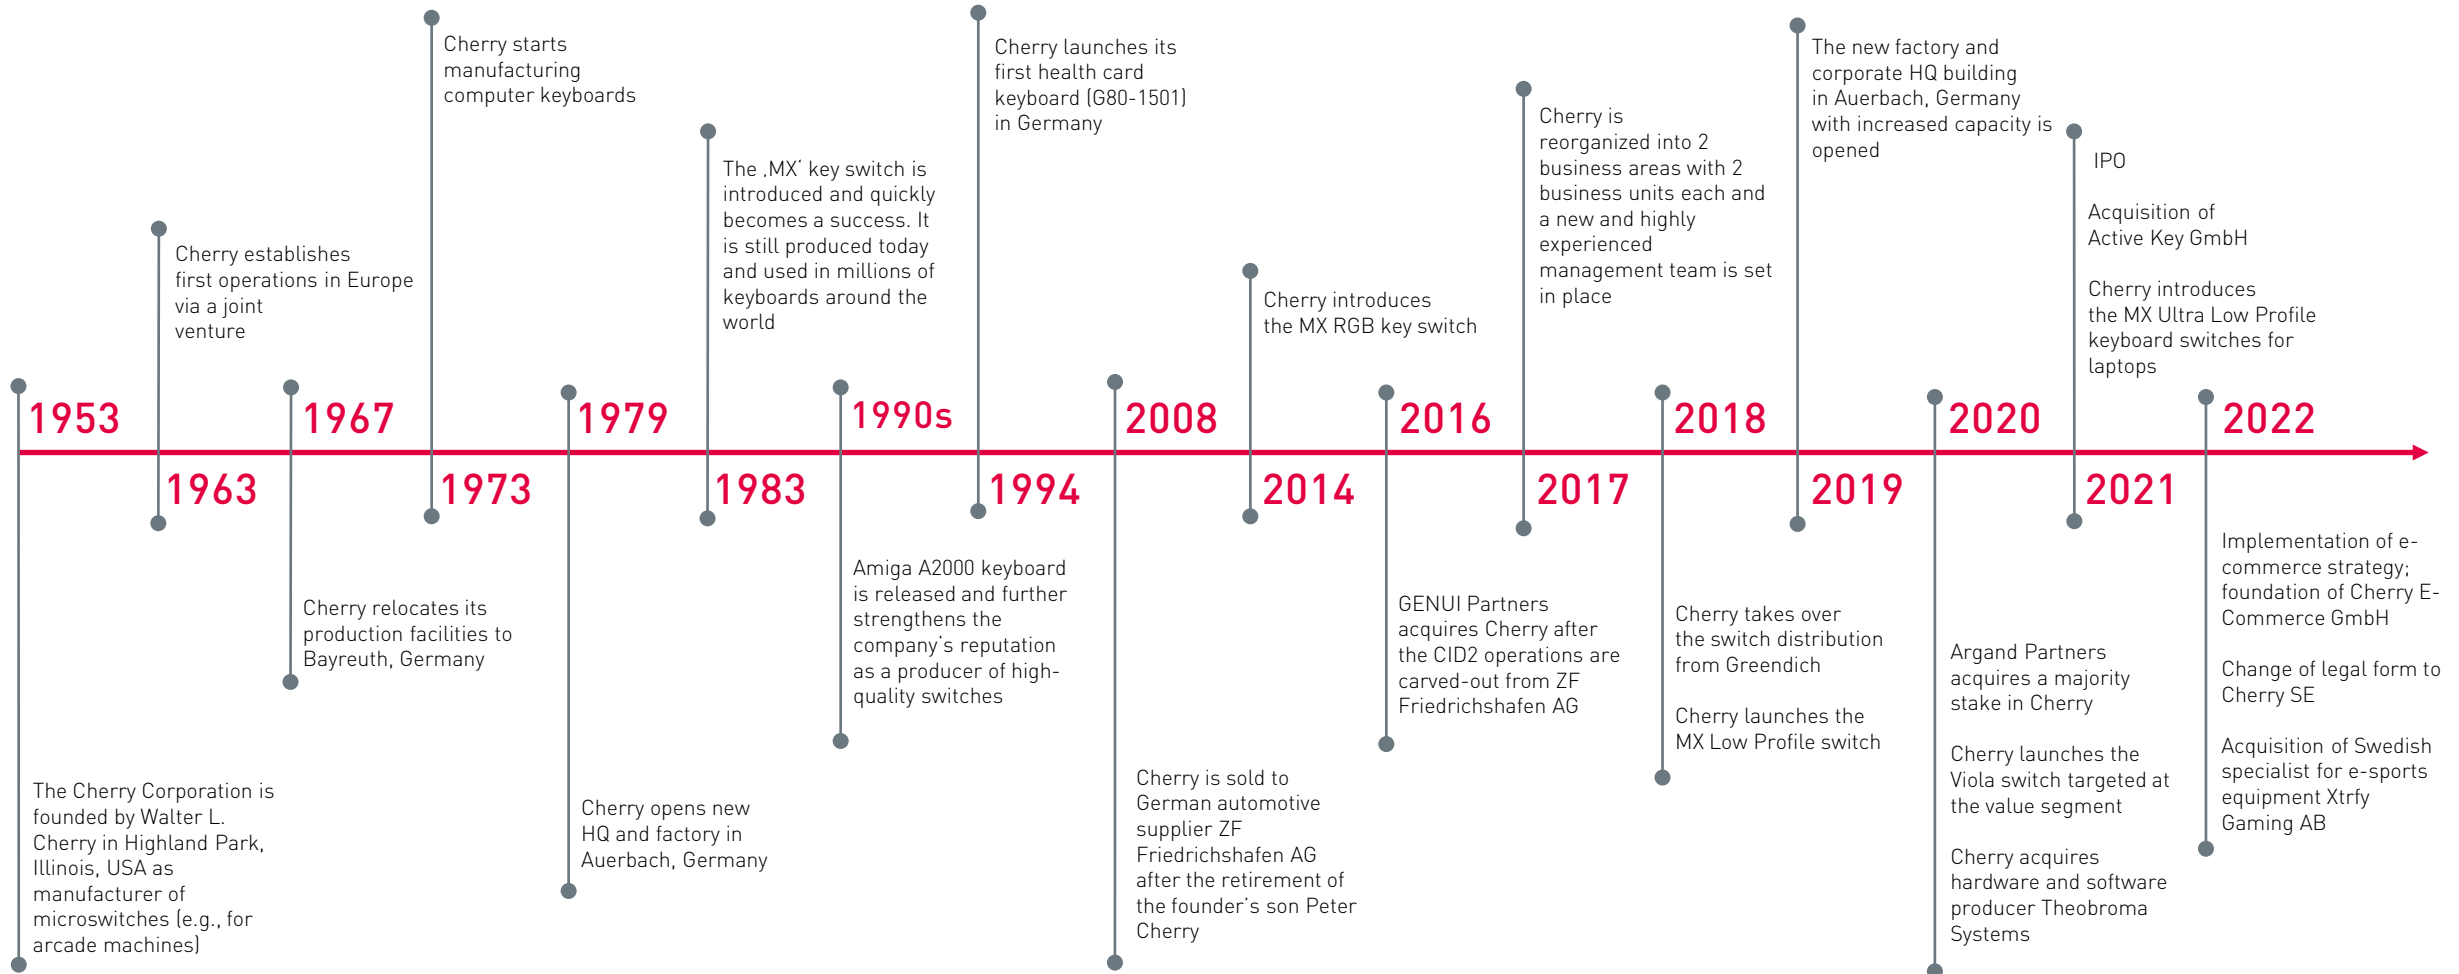 1953
The Cherry Corporation is
founded by Walter L.
Cherry in Highland Park,
Illinois, USA as
manufacturer of
microswitches (e.g., for
arcade machines)
1963
Cherry establishes
first operations in Europe
via a joint
venture
1967
Cherry relocates its
production facilities to
Bayreuth, Germany
1973
Cherry starts
manufacturing
computer keyboards
1979
Cherry opens new
HQ and factory in
Auerbach, Germany
1983
The ‚MX‘ key switch is
introduced and quickly
becomes a success. It
is still produced today
and used in millions of
keyboards around the
world
1990s
Amiga A2000 keyboard
is released and further
strengthens the
company‘s reputation
as a producer of high-
quality switches
1994
Cherry launches its
first health card
keyboard (G80-1501)
in Germany
2008
Cherry is sold to
German automotive
supplier ZF
Friedrichshafen AG
after the retirement of
the founder‘s son Peter
Cherry
2014
Cherry introduces
the MX RGB key switch
2016
GENUI Partners
acquires Cherry after
the CID2 operations are
carved-out from ZF
Friedrichshafen AG
2017
Cherry is
reorganized into 2
business areas with 2
business units each and
a new and highly
experienced
management team is set
in place
2018
Cherry takes over
the switch distribution
from Greendich
Cherry launches the
MX Low Profile switch
2019
The new factory and
corporate HQ building
in Auerbach, Germany
with increased capacity is
opened
2020
Argand Partners
acquires a majority
stake in Cherry
Cherry launches the
Viola switch targeted at
the value segment
Cherry acquires
hardware and software
producer Theobroma
Systems
2021
IPO
Acquisition of
Active Key GmbH
Cherry introduces
the MX Ultra Low Profile
keyboard switches for
laptops
2022
Implementation of e-
commerce strategy;
foundation of Cherry E-
Commerce GmbH
Change of legal form to
Cherry SE
Acquisition of Swedish
specialist for e-sports
equipment Xtrfy
Gaming AB